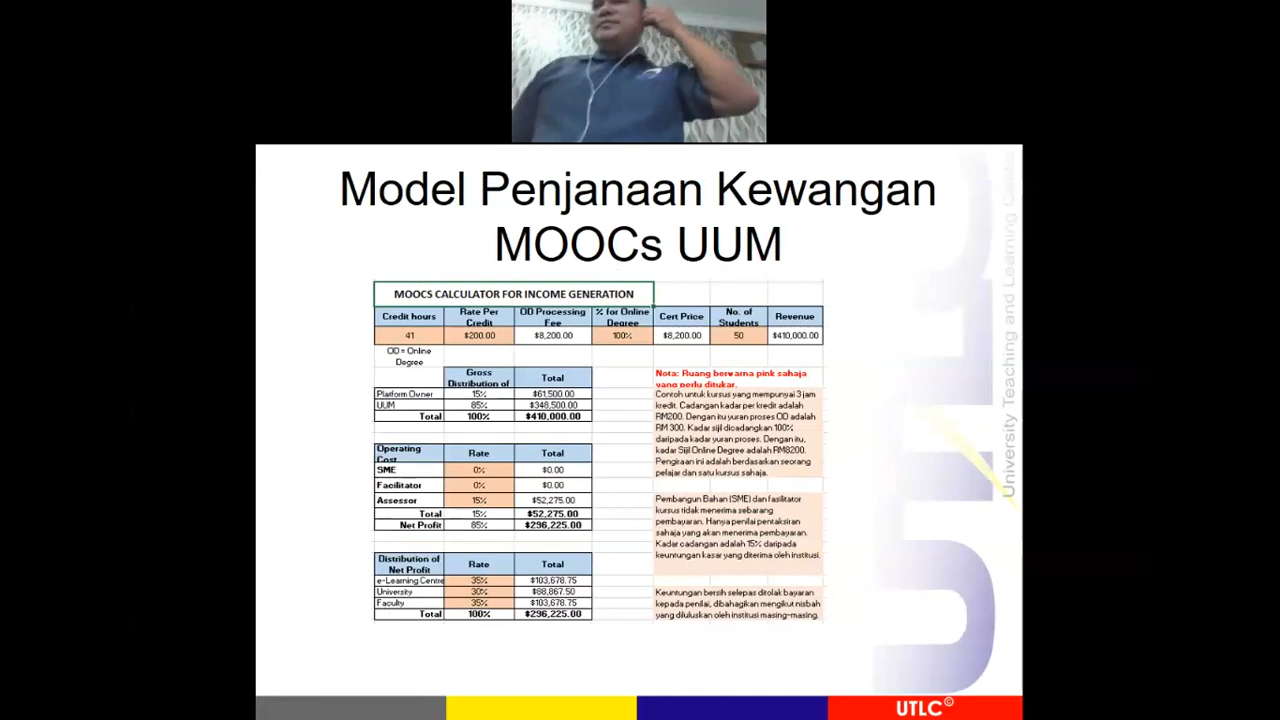 Model Penjanaan Kewangan
MOOCs UUM
MOOCS CALCULATOR FOR INCOME GENERATION
Credit hours | Rate Per Credit | OD Processing Fee | % for Online Degree | Cert Price | No. of Students | Revenue
41 | $200.00 | $8,200.00 | 100% | $8,200.00 | 50 | $410,000.00
OD = Online
Degree
Gross Distribution of | Total
Platform Owner | 15% | $61,500.00
UUM | 85% | $348,500.00
Total | 100% | $410,000.00
Operating Cost | Rate | Total
SME | 0% | $0.00
Facilitator | 0% | $0.00
Assessor | 15% | $52,275.00
Total | 15% | $52,275.00
Net Profit | 85% | $296,225.00
Distribution of Net Profit | Rate | Total
e-Learning Centre | 35% | $103,678.75
University | 30% | $88,867.50
Faculty | 35% | $103,678.75
Total | 100% | $296,225.00
Nota: Ruang berwarna pink sahaja
yang perlu ditukar.
Contoh untuk kursus yang mempunyai 3 jam
kredit. Cadangan kadar per kredit adalah
RM200. Dengan itu yuran proses OD adalah
RM 300. Kadar sijil dicadangkan 100%
daripada kadar yuran proses. Dengan itu,
kadar Sijil Online Degree adalah RM8200.
Pengiraan ini adalah berdasarkan seorang
pelajar dan satu kursus sahaja.
Pembangun Bahan (SME) dan fasilitator
kursus tidak menerima sebarang
pembayaran. Hanya penilai pentaksiran
sahaja yang akan menerima pembayaran.
Kadar cadangan adalah 15% daripada
keuntungan kasar yang diterima oleh institusi.
Keuntungan bersih selepas ditolak bayaran
kepada penilai, dibahagikan mengikut nisbah
yang diluluskan oleh institusi masing-masing.
University Teaching and Learning
UTLC©